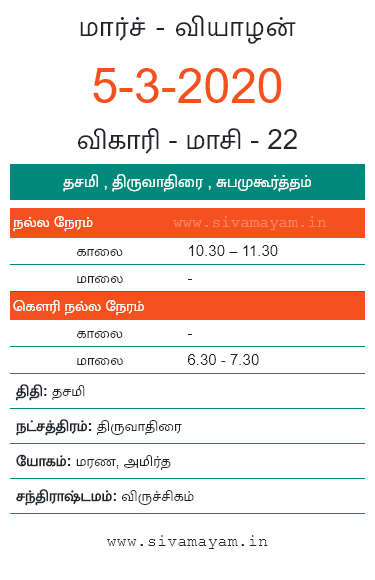 மார்ச் - வியாழன்
5-3-2020
விகாரி - மாசி - 22
தசமி , திருவாதிரை , சுபமுகூர்த்தம்
நல்ல நேரம் www.sivamayam.in
காலை 10.30 – 11.30
மாலை -
கௌரி நல்ல நேரம்
காலை -
மாலை 6.30 - 7.30
திதி: தசமி
நட்சத்திரம்: திருவாதிரை
யோகம்: மரண, அமிர்த
சந்திராஷ்டமம்: விருச்சிகம்
www.sivamayam.in